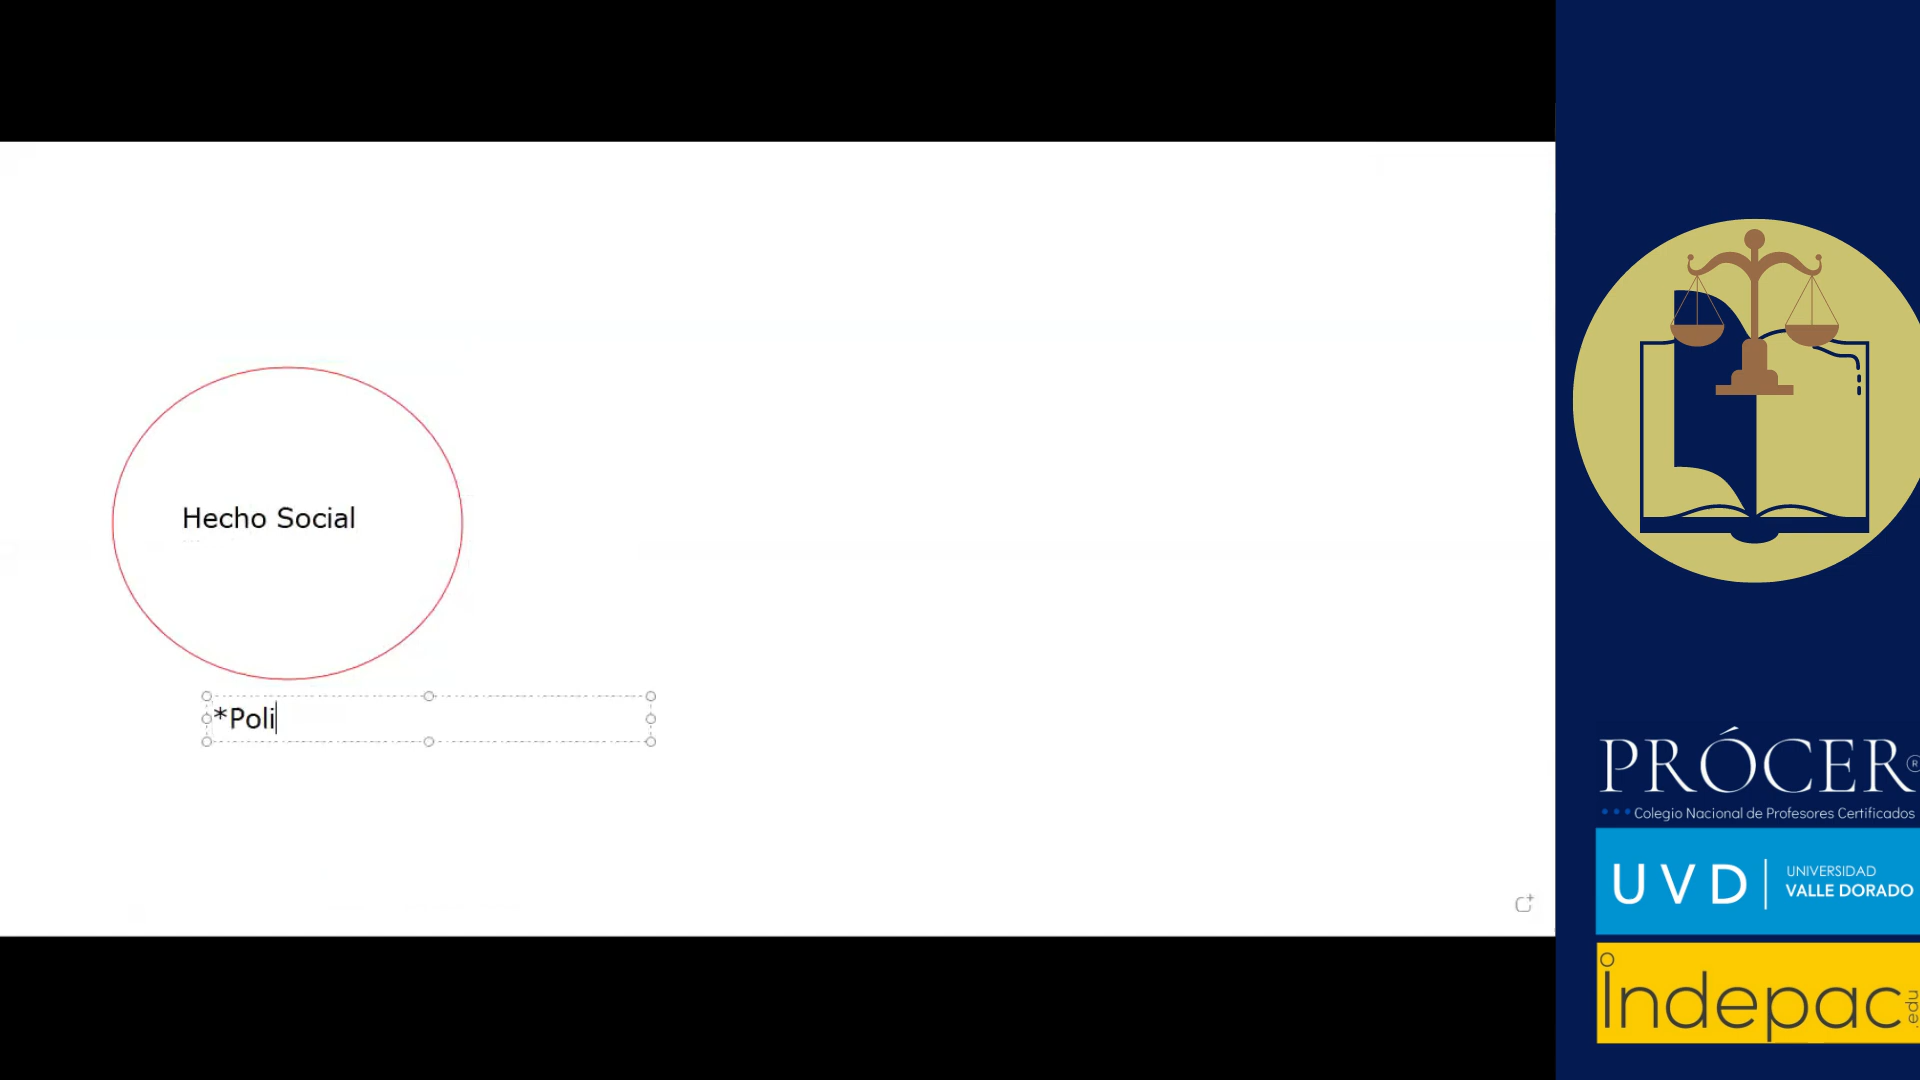 Hecho Social
*Poli
PRÓCER®
Colegio Nacional de Profesores Certificados
UVD
UNIVERSIDAD
VALLE DORADO
indepac.edu